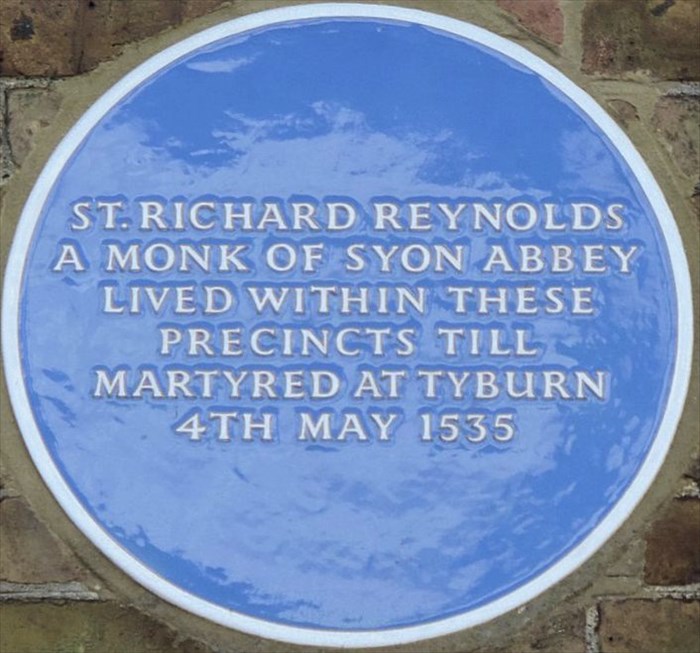 ST. RICHARD REYNOLDS
A MONK OF SYON ABBEY
LIVED WITHIN THESE
PRECINCTS TILL
MARTYRED AT TYBURN
4TH MAY 1535